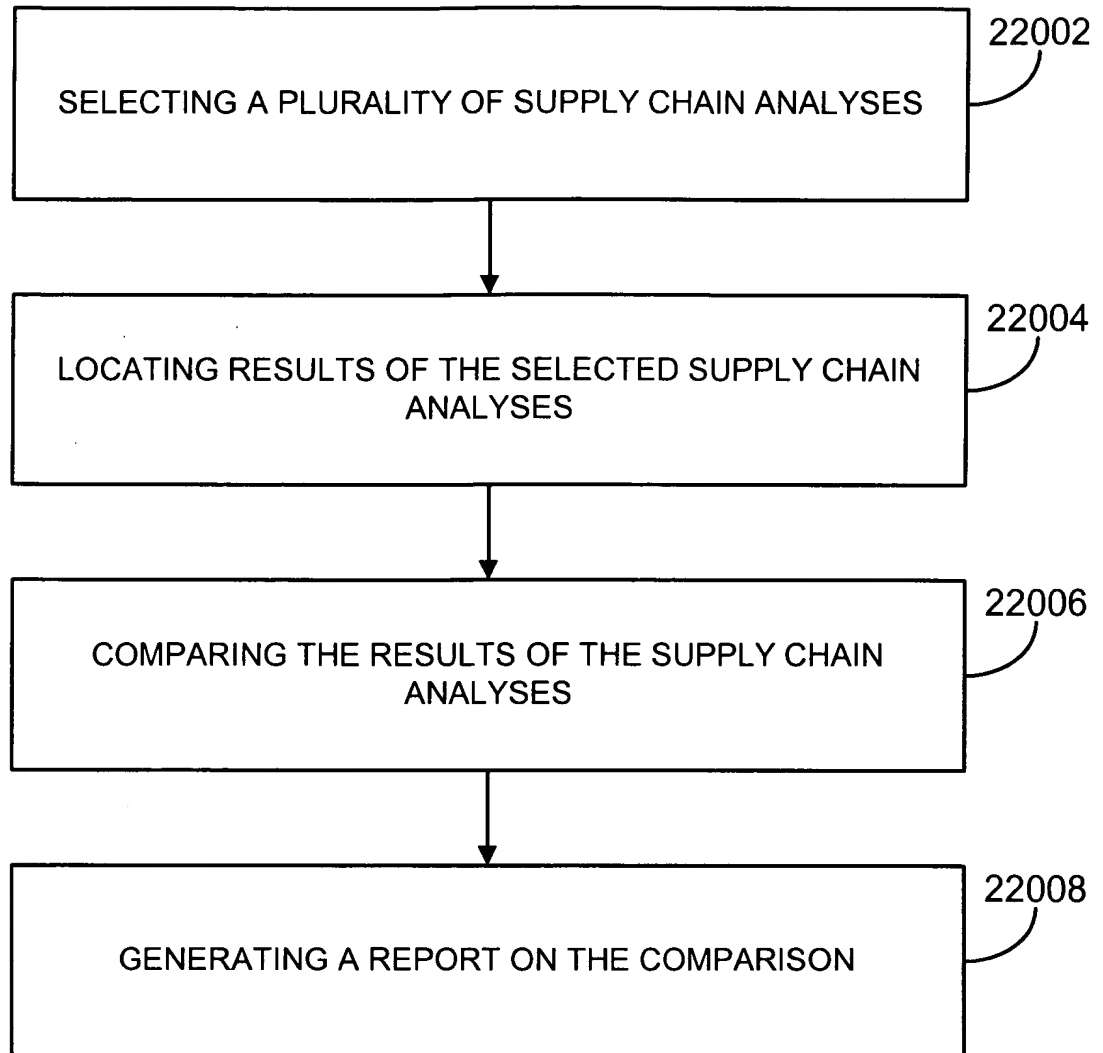 22002
SELECTING A PLURALITY OF SUPPLY CHAIN ANALYSES
22004
LOCATING RESULTS OF THE SELECTED SUPPLY CHAIN
ANALYSES
22006
COMPARING THE RESULTS OF THE SUPPLY CHAIN
ANALYSES
22008
GENERATING A REPORT ON THE COMPARISON